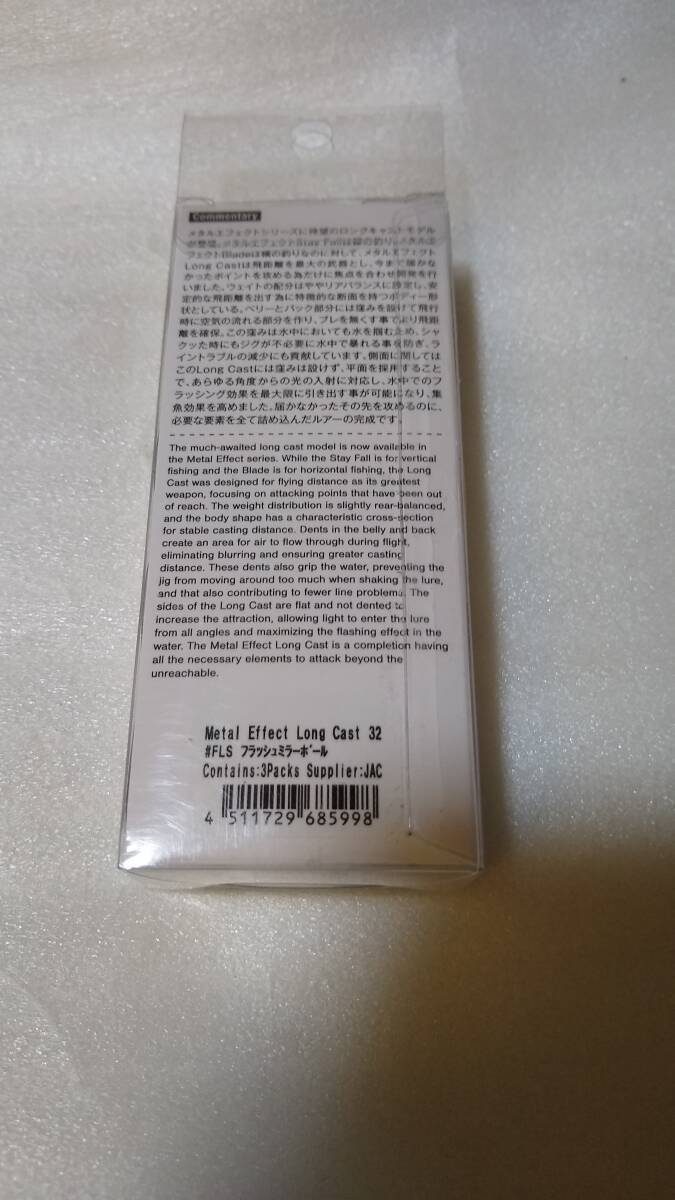 Commentary
メタルエフェクトシリーズに待望のロングキャストモデル
が登場。メタルエフェクトStay Fallは縦の釣り。メタルエ
フェクトBladeは横の釣りなのに対して、メタルエフェクト
Long Castは飛距離を最大の武器とし、今まで届かな
かったポイントを攻める為だけに焦点を合わせ開発を行
いました。ウェイトの配分はややリアバランスに設定し、安
定的な飛距離を出す為に特徴的な断面を持つボディー形
状としている。ベリーとバック部分には窪みを設けて飛行
時に空気の流れる部分を作り、ブレを無くす事でより飛距
離を確保。この窪みは水中においても水を掴むため、シャ
クッた時にもジグが不必要に水中で暴れる事を防ぎ、ラ
イントラブルの減少にも貢献しています。側面に関しては
このLong Castには窪みは設けず、平面を採用すること
で、あらゆる角度からの光の入射に対応し、水中でのフ
ラッシング効果を最大限に引き出す事が可能になり、集
魚効果を高めました。届かなかったその先を攻めるのに、
必要な要素を全て詰め込んだルアーの完成です。
The much-awaited long cast model is now available in
the Metal Effect series. While the Stay Fall is for vertical
fishing and the Blade is for horizontal fishing, the Long
Cast was designed for flying distance as its greatest
weapon, focusing on attacking points that have been out
of reach. The weight distribution is slightly rear-balanced,
and the body shape has a characteristic cross-section
for stable casting distance. Dents in the belly and back
create an area for air to flow through during flight,
eliminating blurring and ensuring greater casting
distance. These dents also grip the water, preventing the
jig from moving around too much when shaking the lure,
and that also contributing to fewer line problems. The
sides of the Long Cast are flat and not dented to
increase the attraction, allowing light to enter the lure
from all angles and maximizing the flashing effect in the
water. The Metal Effect Long Cast is a completion having
all the necessary elements to attack beyond the
unreachable.
Metal Effect Long Cast 32
#FLS フラッシュミラーボール
Contains:3Packs Supplier:JAC
4 511729 685998